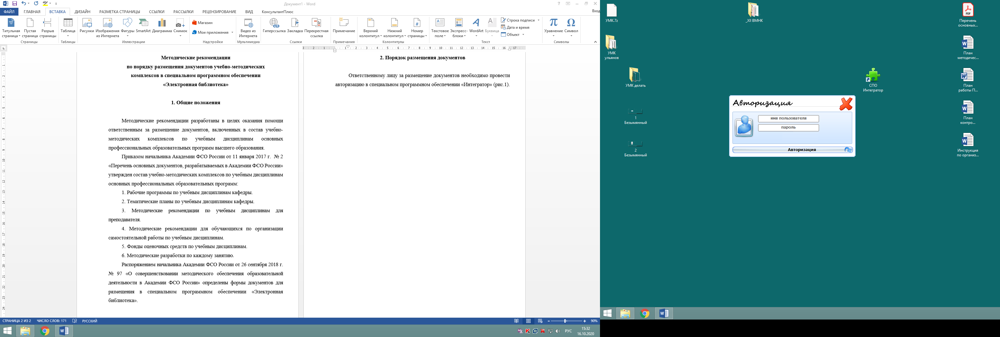 Документ1 - Word
ФАЙЛ ГЛАВНАЯ ВСТАВКА ДИЗАЙН РАЗМЕТКА СТРАНИЦЫ ССЫЛКИ РАССЫЛКИ РЕЦЕНЗИРОВАНИЕ ВИД КонсультантПлюс Вход
Титульная страница
Пустая страница
Разрыв страницы
Страницы
Таблица
Таблицы
Рисунки
Изображения из Интернета
Фигуры
SmartArt
Диаграмма
Снимок
Иллюстрации
Магазин
Мои приложения
Надстройки
Видео из Интернета
Мультимедиа
Гиперссылка
Закладка
Перекрестная ссылка
Ссылки
Примечание
Примечания
Верхний колонтитул
Нижний колонтитул
Номер страницы
Колонтитулы
Текстовое поле
Экспресс-блоки
WordArt
Буквица
Строка подписи
Дата и время
Объект
Текст
Уравнение
Символ
Символы
Методические рекомендации
по порядку размещения документов учебно-методических
комплексов в специальном программном обеспечении
«Электронная библиотека»
1. Общие положения
Методические рекомендации разработаны в целях оказания помощи
ответственным за размещение документов, включенных в состав учебно-
методических комплексов по учебным дисциплинам основных
профессиональных образовательных программ высшего образования.
Приказом начальника Академии ФСО России от 11 января 2017 г. № 2
«Перечень основных документов, разрабатываемых в Академии ФСО России»
утвержден состав учебно-методических комплексов по учебным дисциплинам
основных профессиональных образовательных программ:
1. Рабочие программы по учебным дисциплинам кафедры.
2. Тематические планы по учебным дисциплинам кафедры.
3. Методические рекомендации по учебным дисциплинам для
преподавателя.
4. Методические рекомендации для обучающихся по организации
самостоятельной работы по учебным дисциплинам.
5. Фонды оценочных средств по учебным дисциплинам.
6. Методические разработки по каждому занятию.
Распоряжением начальника Академии ФСО России от 26 сентября 2018 г.
№ 97 «О совершенствовании методического обеспечения образовательной
деятельности в Академии ФСО России» определены формы документов для
размещения в специальном программном обеспечении «Электронная
библиотека».
2. Порядок размещения документов
Ответственному лицу за размещение документов необходимо провести
авторизацию в специальном программном обеспечении «Интегратор» (рис.1).
СТРАНИЦА 2 ИЗ 2 ЧИСЛО СЛОВ: 171 РУССКИЙ 90%
РУС
15:32
16.10.2020
УМК.7z
УМК
ульянов
УМК делать
1
Безымянный
2
Безымянный
_XII ВМНК
СПО
Интегратор
Авторизация
имя пользователя
пароль
Авторизация
PDF
Перечень
основных...
План
методичес...
План
работы П...
План
контро...
Инструкция
по организ...